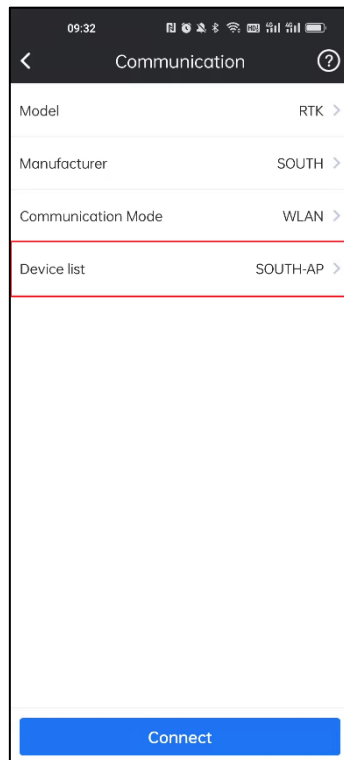 09:32
Communication
Model RTK
Manufacturer SOUTH
Communication Mode WLAN
Device list SOUTH-AP
Connect